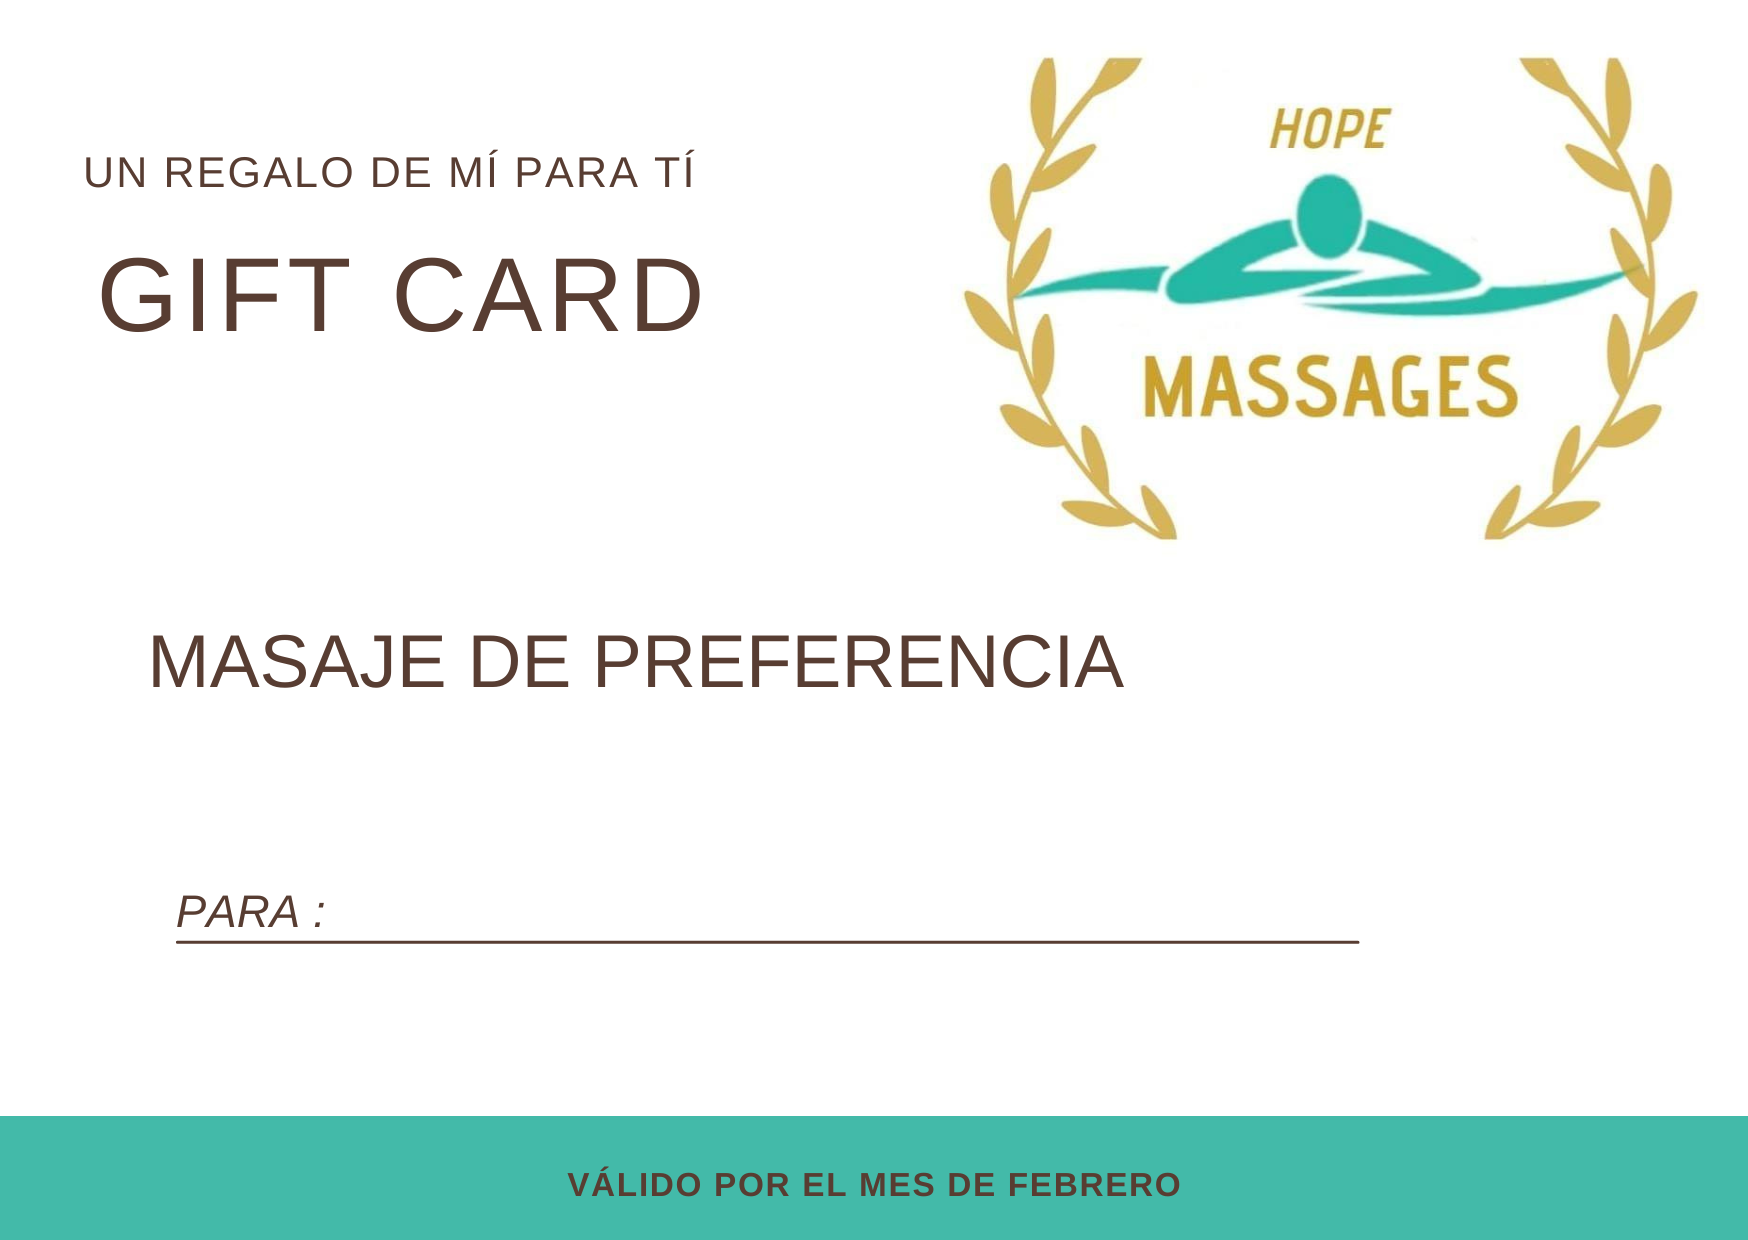 UN REGALO DE MÍ PARA TÍ
GIFT CARD
HOPE
MASSAGES
MASAJE DE PREFERENCIA
PARA :
VÁLIDO POR EL MES DE FEBRERO